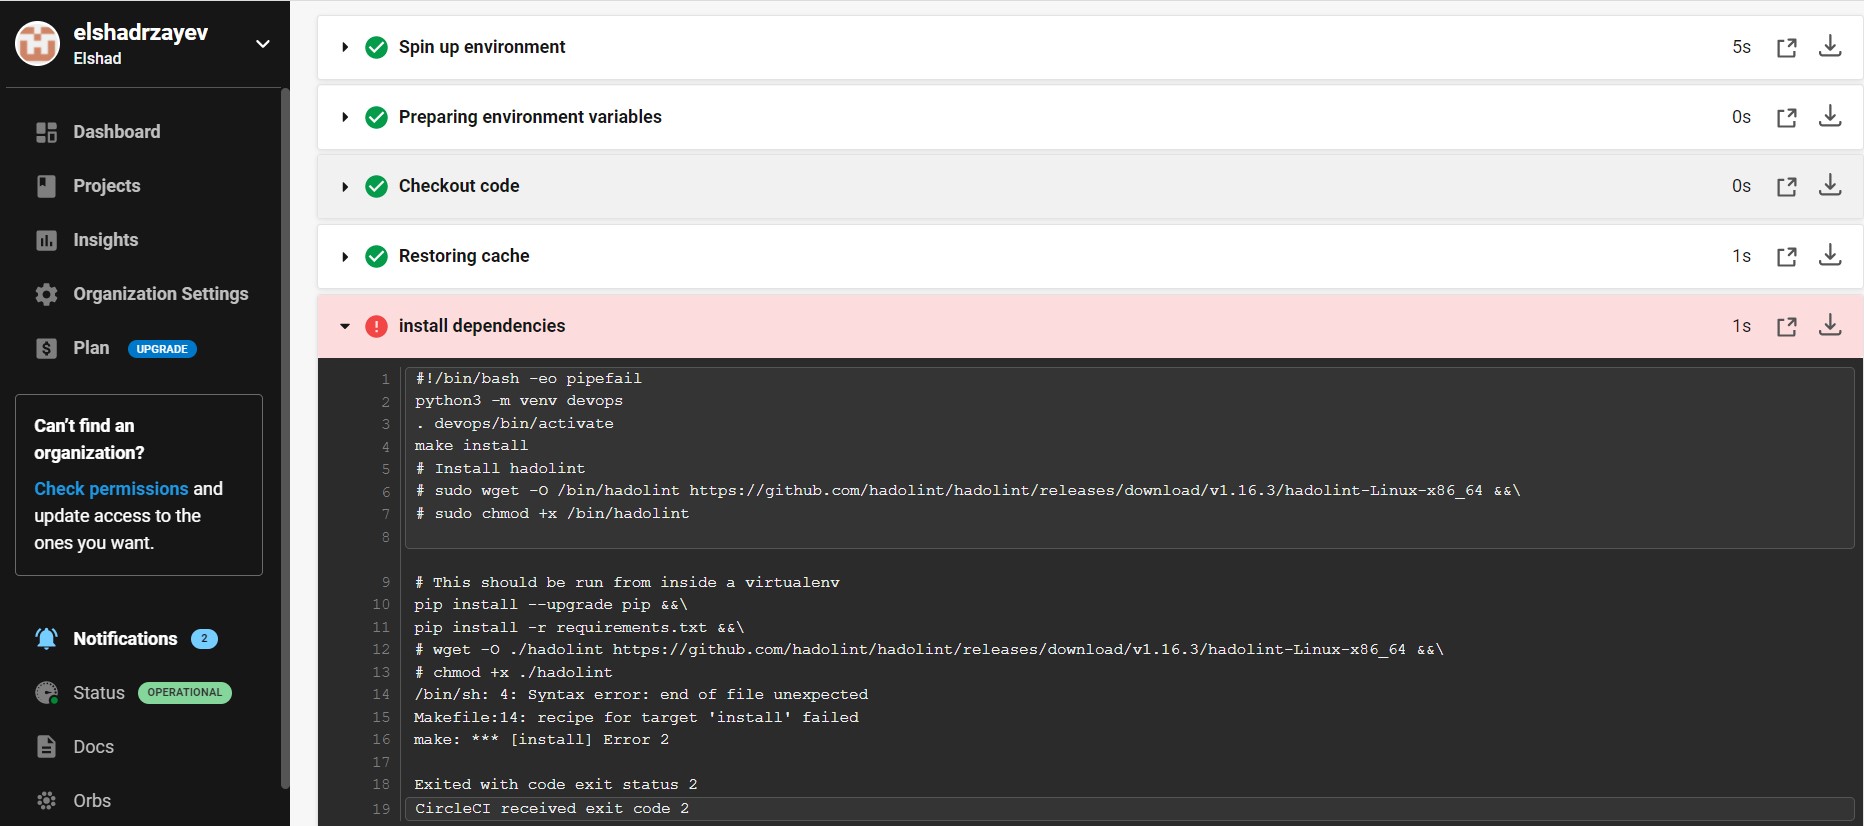 elshadrzayev
Elshad
Dashboard
Projects
Insights
Organization Settings
Plan UPGRADE
Can't find an
organization?
Check permissions and
update access to the
ones you want.
Notifications 2
Status OPERATIONAL
Docs
Orbs
Spin up environment 5s
Preparing environment variables 0s
Checkout code 0s
Restoring cache 1s
! install dependencies 1s
1 #!/bin/bash -eo pipefail
2 python3 -m venv devops
3 . devops/bin/activate
4 make install
5 # Install hadolint
6 # sudo wget -O /bin/hadolint https://github.com/hadolint/hadolint/releases/download/v1.16.3/hadolint-Linux-x86_64 &&\
7 # sudo chmod +x /bin/hadolint
8
9 # This should be run from inside a virtualenv
10 pip install --upgrade pip &&\
11 pip install -r requirements.txt &&\
12 # wget -O ./hadolint https://github.com/hadolint/hadolint/releases/download/v1.16.3/hadolint-Linux-x86_64 &&\
13 # chmod +x ./hadolint
14 /bin/sh: 4: Syntax error: end of file unexpected
15 Makefile:14: recipe for target 'install' failed
16 make: *** [install] Error 2
17
18 Exited with code exit status 2
19 CircleCI received exit code 2